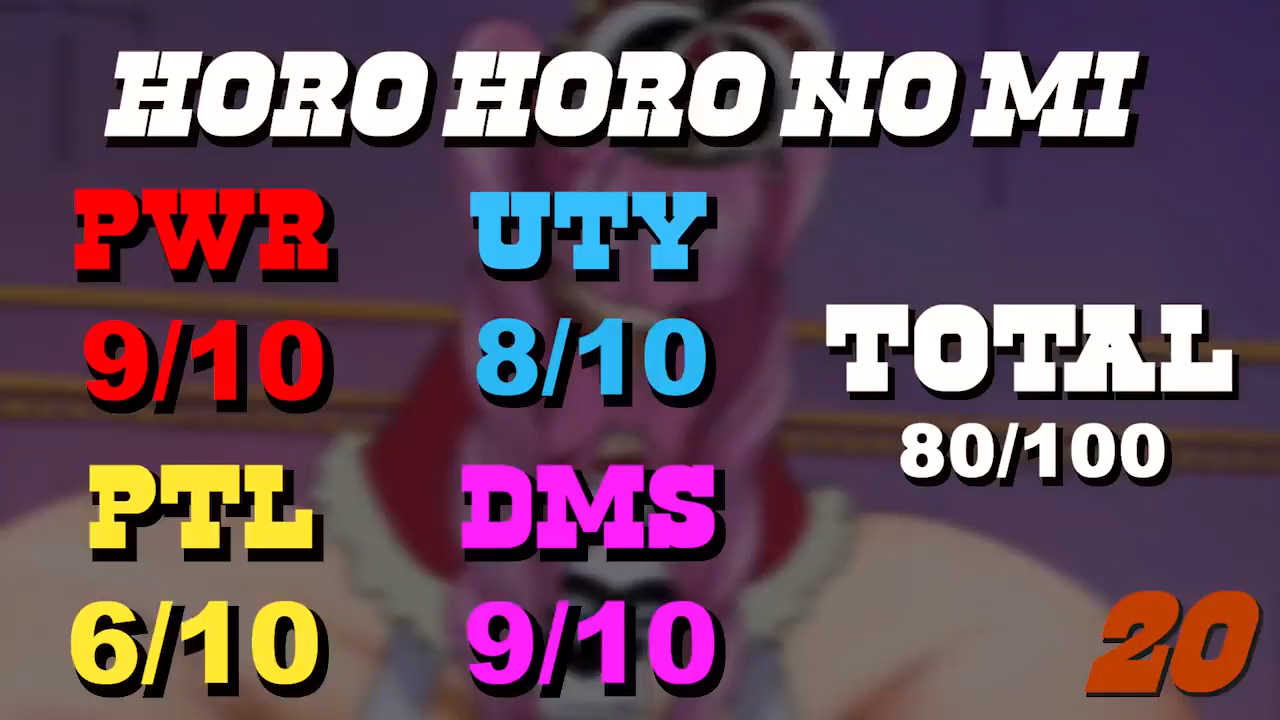 HORO HORO NO MI
PWR UTY
9/10 8/10
TOTAL
80/100
PTL DMS
6/10 9/10
20